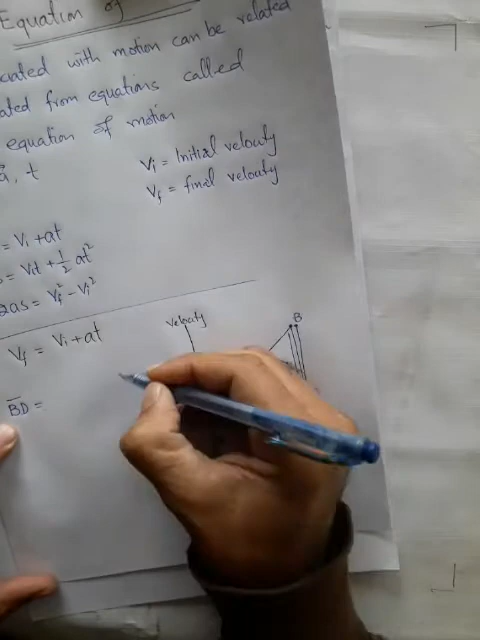 Equation of
ciated with motion can be related
ated from equations called
equation of motion
a, t
Vi = Initial velocity
Vf = final velocity
= Vi + at
= Vit + 1/2 at²
2as = Vf² - Vi²
Vf = Vi + at
Velocity
B
BD =